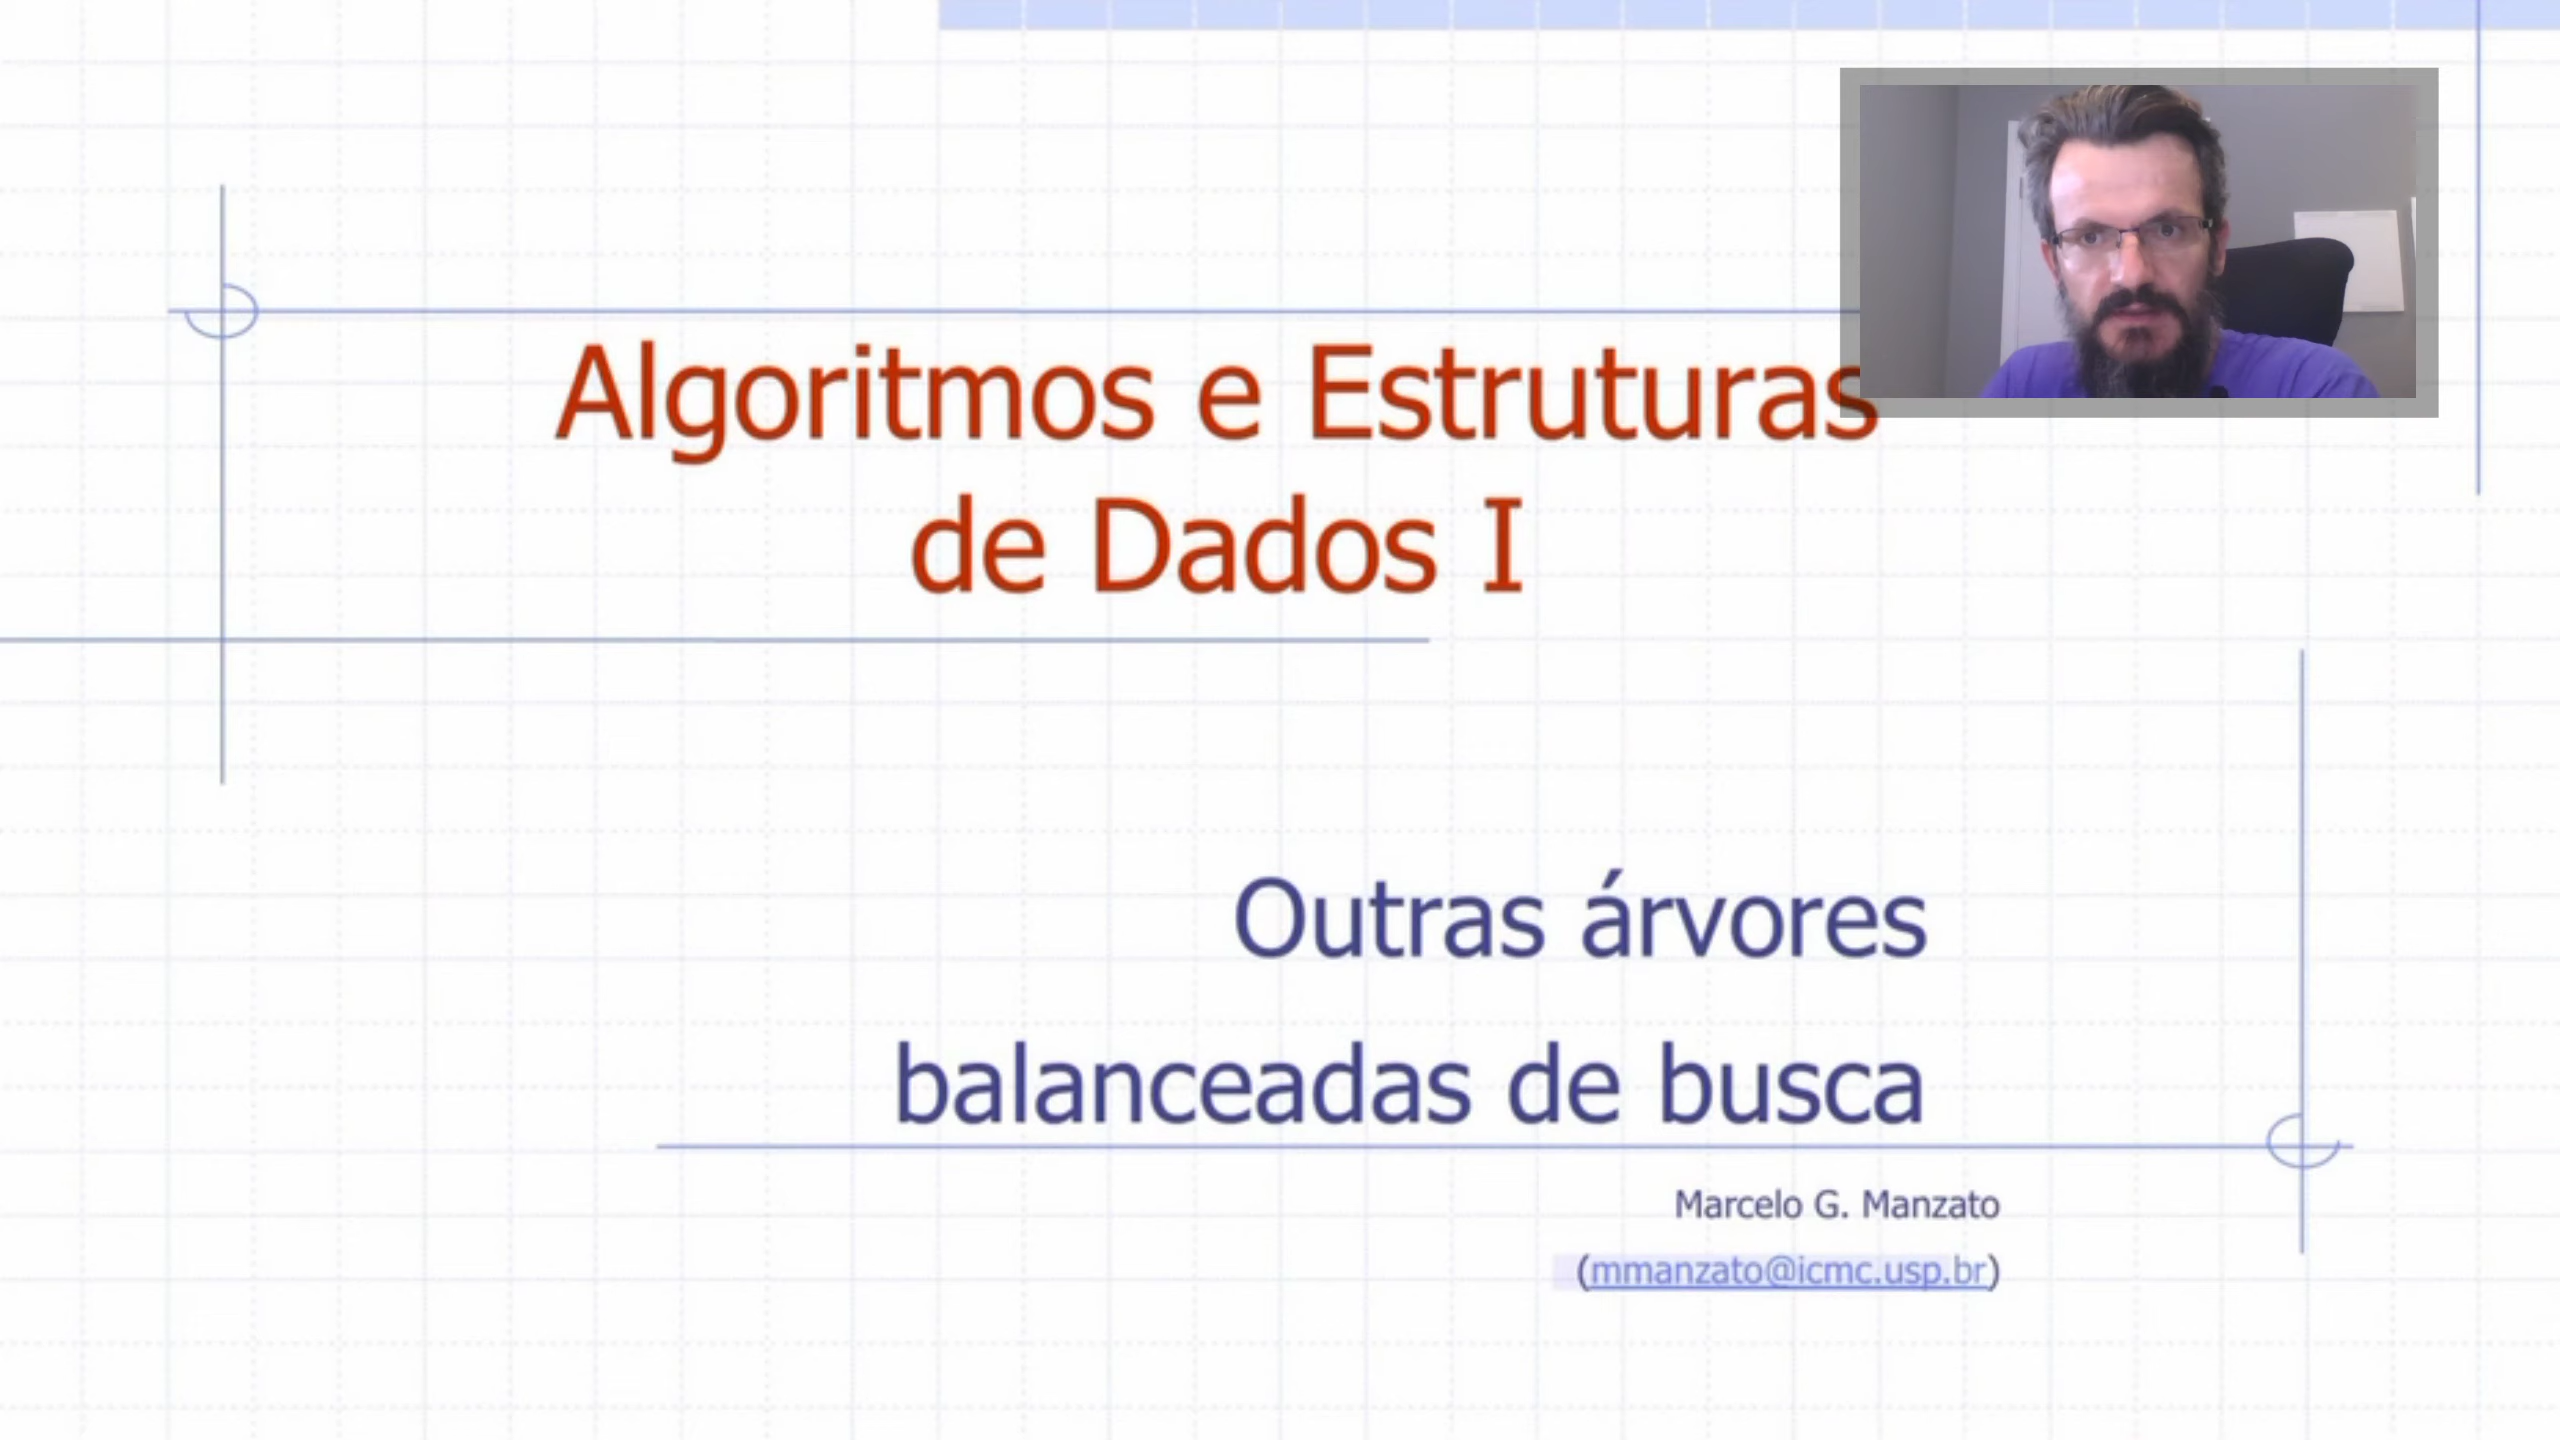 Algoritmos e Estruturas
de Dados I
Outras árvores
balanceadas de busca
Marcelo G. Manzato
(mmanzato@icmc.usp.br)